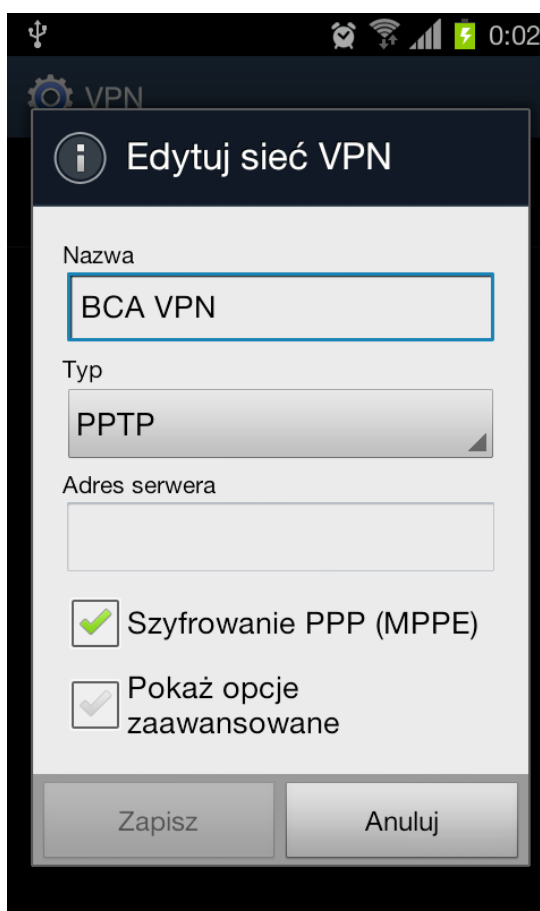 0:02
VPN
Edytuj sieć VPN
Nazwa
BCA VPN
Typ
PPTP
Adres serwera
Szyfrowanie PPP (MPPE)
Pokaż opcje
zaawansowane
Zapisz
Anuluj